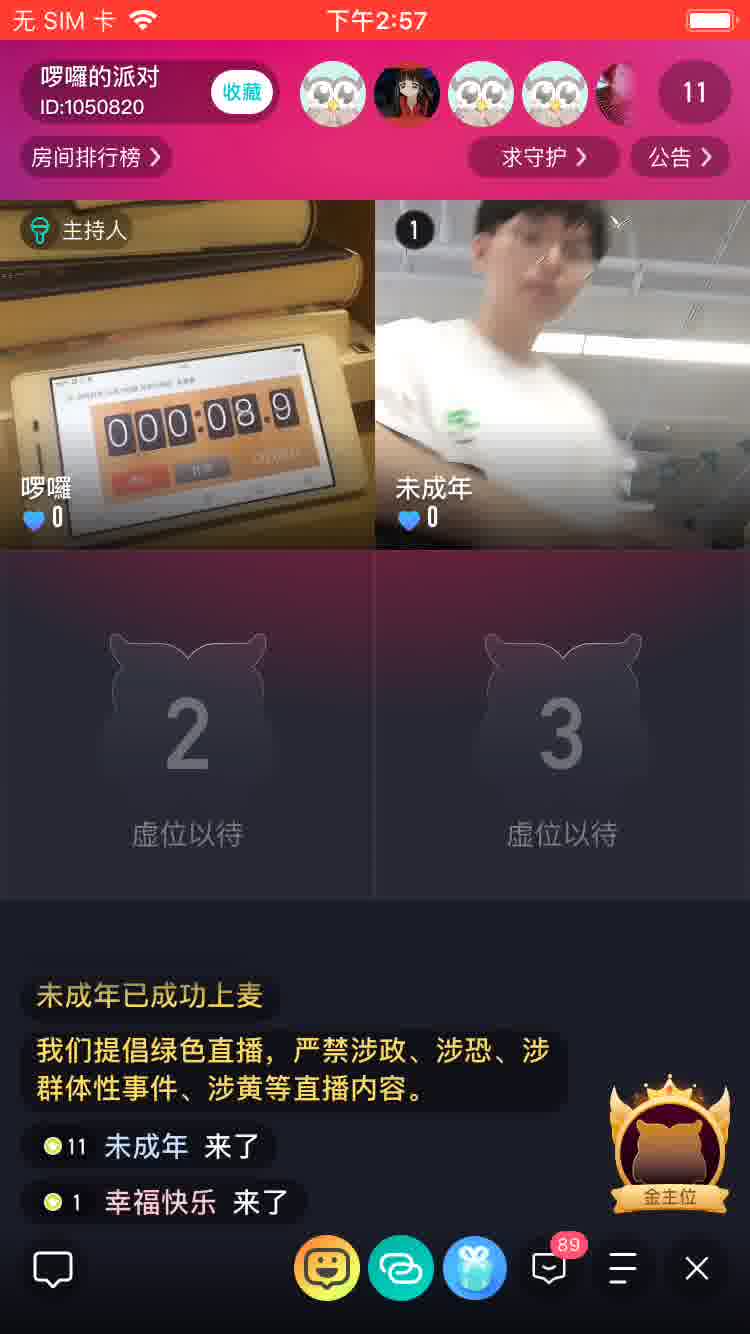 无 SIM 卡
下午2:57
啰囉的派对
ID:1050820
收藏
11
房间排行榜
求守护
公告
主持人
1
000:08.9
啰囉
0
未成年
0
2
3
虚位以待
虚位以待
未成年已成功上麦
我们提倡绿色直播，严禁涉政、涉恐、涉
群体性事件、涉黄等直播内容。
11 未成年 来了
1 幸福快乐 来了
金主位
89